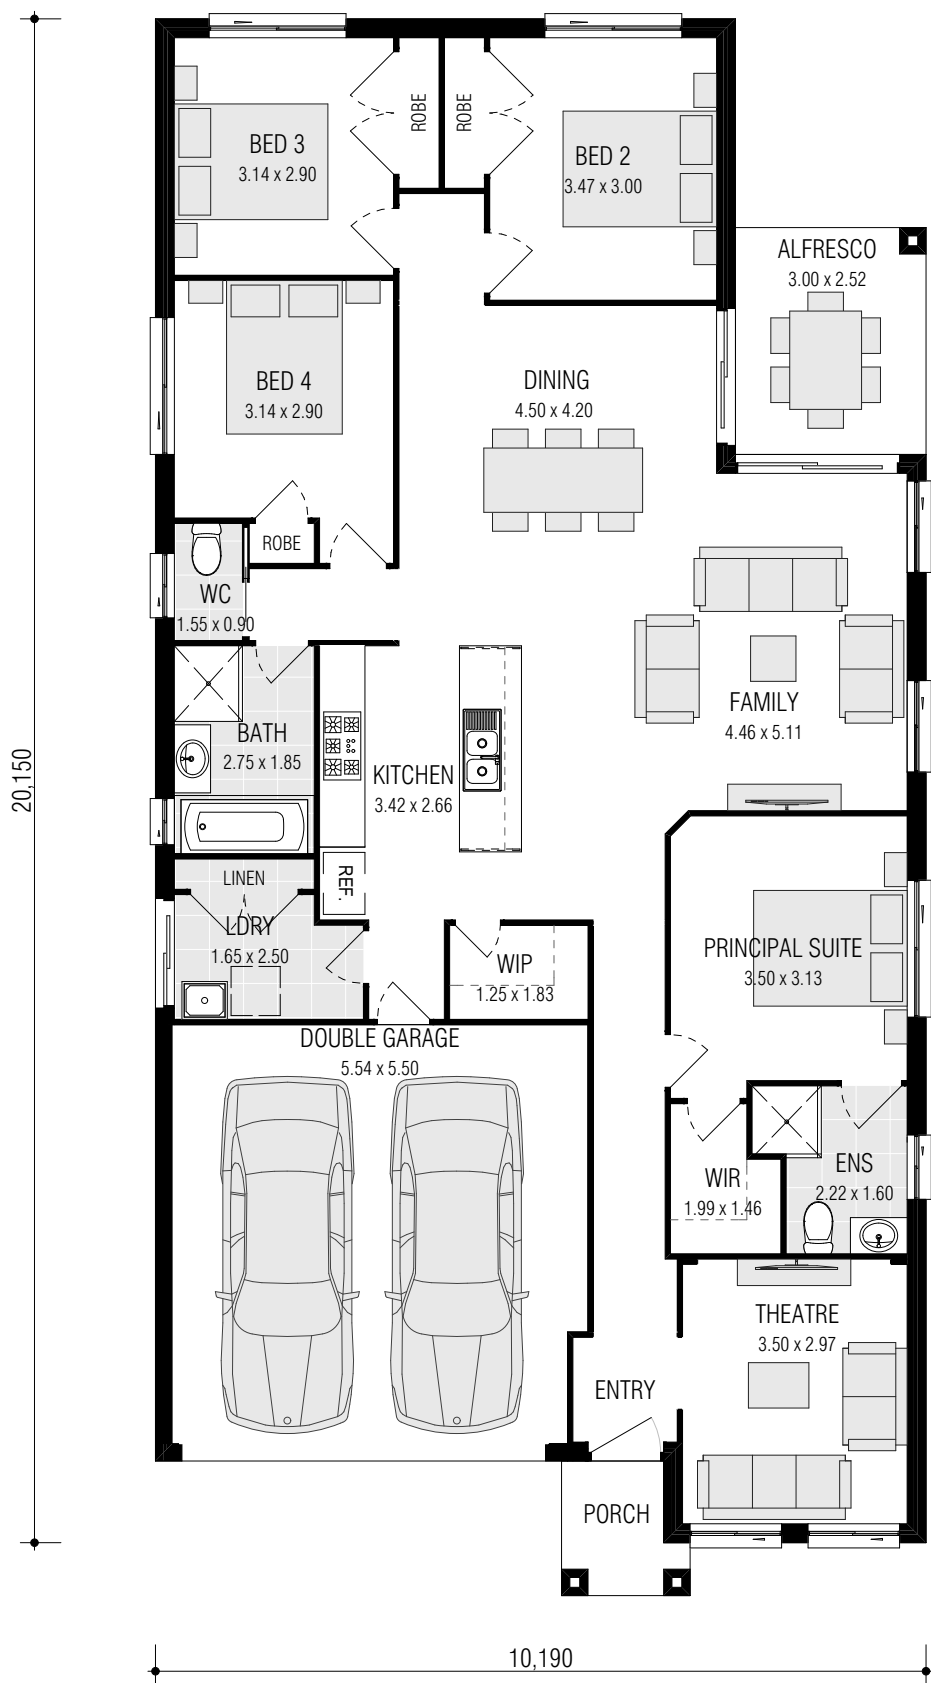 ROBE
ROBE
BED 3
3.14 x 2.90
BED 2
3.47 x 3.00
ALFRESCO
3.00 x 2.52
BED 4
3.14 x 2.90
DINING
4.50 x 4.20
ROBE
WC
1.55 x 0.90
FAMILY
4.46 x 5.11
BATH
2.75 x 1.85
KITCHEN
3.42 x 2.66
20,150
REF.
LINEN
LDRY
1.65 x 2.50
WIP
1.25 x 1.83
PRINCIPAL SUITE
3.50 x 3.13
DOUBLE GARAGE
5.54 x 5.50
ENS
2.22 x 1.60
WIR
1.99 x 1.46
THEATRE
3.50 x 2.97
ENTRY
PORCH
10,190